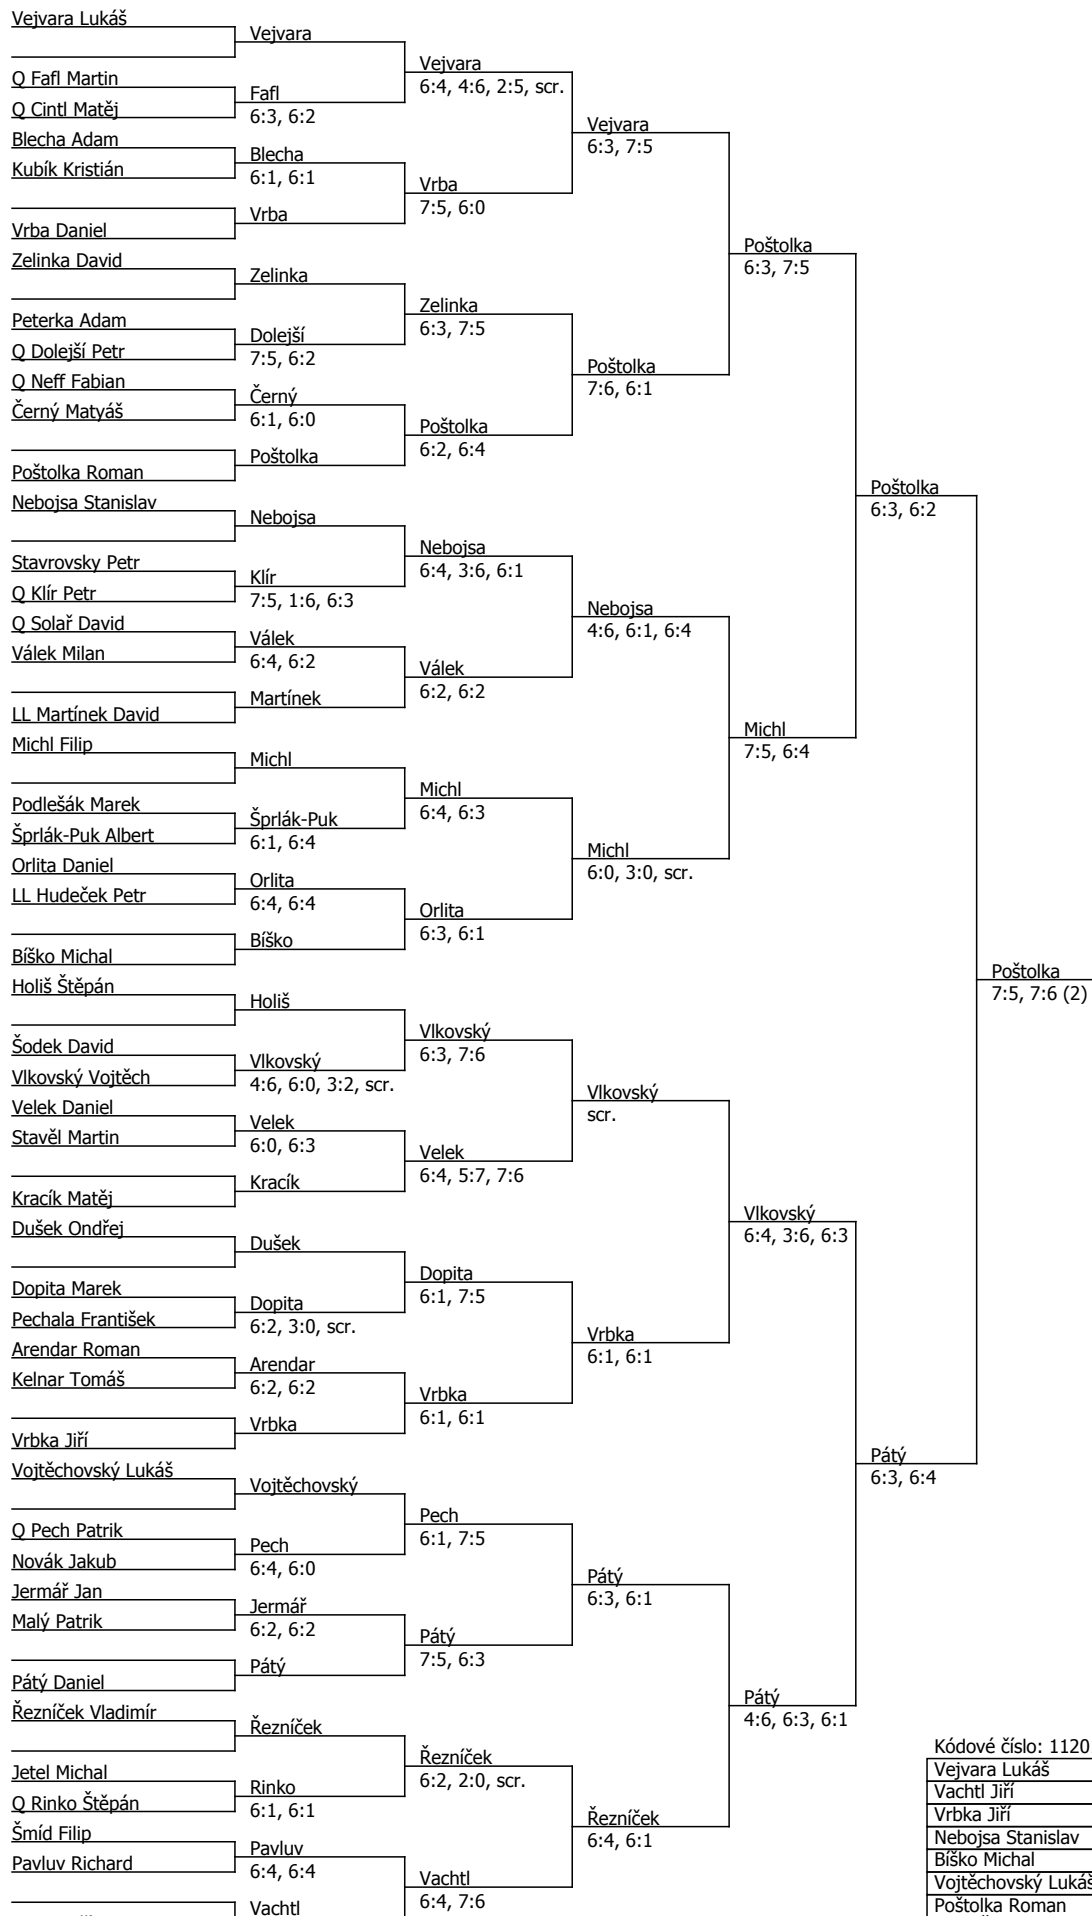 Vejvara Lukáš
Q Fafl Martin
Q Cintl Matěj
Blecha Adam
Kubík Kristián
Vrba Daniel
Zelinka David
Peterka Adam
Q Dolejší Petr
Q Neff Fabian
Černý Matyáš
Poštolka Roman
Nebojsa Stanislav
Stavrovsky Petr
Q Klír Petr
Q Solař David
Válek Milan
LL Martínek David
Michl Filip
Podlešák Marek
Šprlák-Puk Albert
Orlita Daniel
LL Hudeček Petr
Bíško Michal
Holiš Štěpán
Šodek David
Vlkovský Vojtěch
Velek Daniel
Stavěl Martin
Kracík Matěj
Dušek Ondřej
Dopita Marek
Pechala František
Arendar Roman
Kelnar Tomáš
Vrbka Jiří
Vojtěchovský Lukáš
Q Pech Patrik
Novák Jakub
Jermář Jan
Malý Patrik
Pátý Daniel
Řezníček Vladimír
Jetel Michal
Q Rinko Štěpán
Šmíd Filip
Pavluv Richard
Vejvara
Fafl
6:3, 6:2
Blecha
6:1, 6:1
Vrba
Zelinka
Dolejší
7:5, 6:2
Černý
6:1, 6:0
Poštolka
Nebojsa
Klír
7:5, 1:6, 6:3
Válek
6:4, 6:2
Martínek
Michl
Šprlák-Puk
6:1, 6:4
Orlita
6:4, 6:4
Bíško
Holiš
Vlkovský
4:6, 6:0, 3:2, scr.
Velek
6:0, 6:3
Kracík
Dušek
Dopita
6:2, 3:0, scr.
Arendar
6:2, 6:2
Vrbka
Vojtěchovský
Pech
6:4, 6:0
Jermář
6:2, 6:2
Pátý
Řezníček
Rinko
6:1, 6:1
Pavluv
6:4, 6:4
Vachtl
Vejvara
6:4, 4:6, 2:5, scr.
Vrba
7:5, 6:0
Zelinka
6:3, 7:5
Poštolka
6:2, 6:4
Nebojsa
6:4, 3:6, 6:1
Válek
6:2, 6:2
Michl
6:4, 6:3
Orlita
6:3, 6:1
Vlkovský
6:3, 7:6
Velek
6:4, 5:7, 7:6
Dopita
6:1, 7:5
Vrbka
6:1, 6:1
Pech
6:1, 7:5
Pátý
7:5, 6:3
Řezníček
6:2, 2:0, scr.
Vachtl
6:4, 7:6
Vejvara
6:3, 7:5
Poštolka
7:6, 6:1
Nebojsa
4:6, 6:1, 6:4
Michl
6:0, 3:0, scr.
Vlkovský
scr.
Vrbka
6:1, 6:1
Pátý
6:3, 6:1
Řezníček
6:4, 6:1
Poštolka
6:3, 7:5
Michl
7:5, 6:4
Vlkovský
6:4, 3:6, 6:3
Pátý
4:6, 6:3, 6:1
Poštolka
6:3, 6:2
Pátý
6:3, 6:4
Poštolka
7:5, 7:6 (2)
Kódové číslo: 1120
Vejvara Lukáš
Vachtl Jiří
Vrbka Jiří
Nebojsa Stanislav
Bíško Michal
Vojtěchovský Lukáš
Poštolka Roman